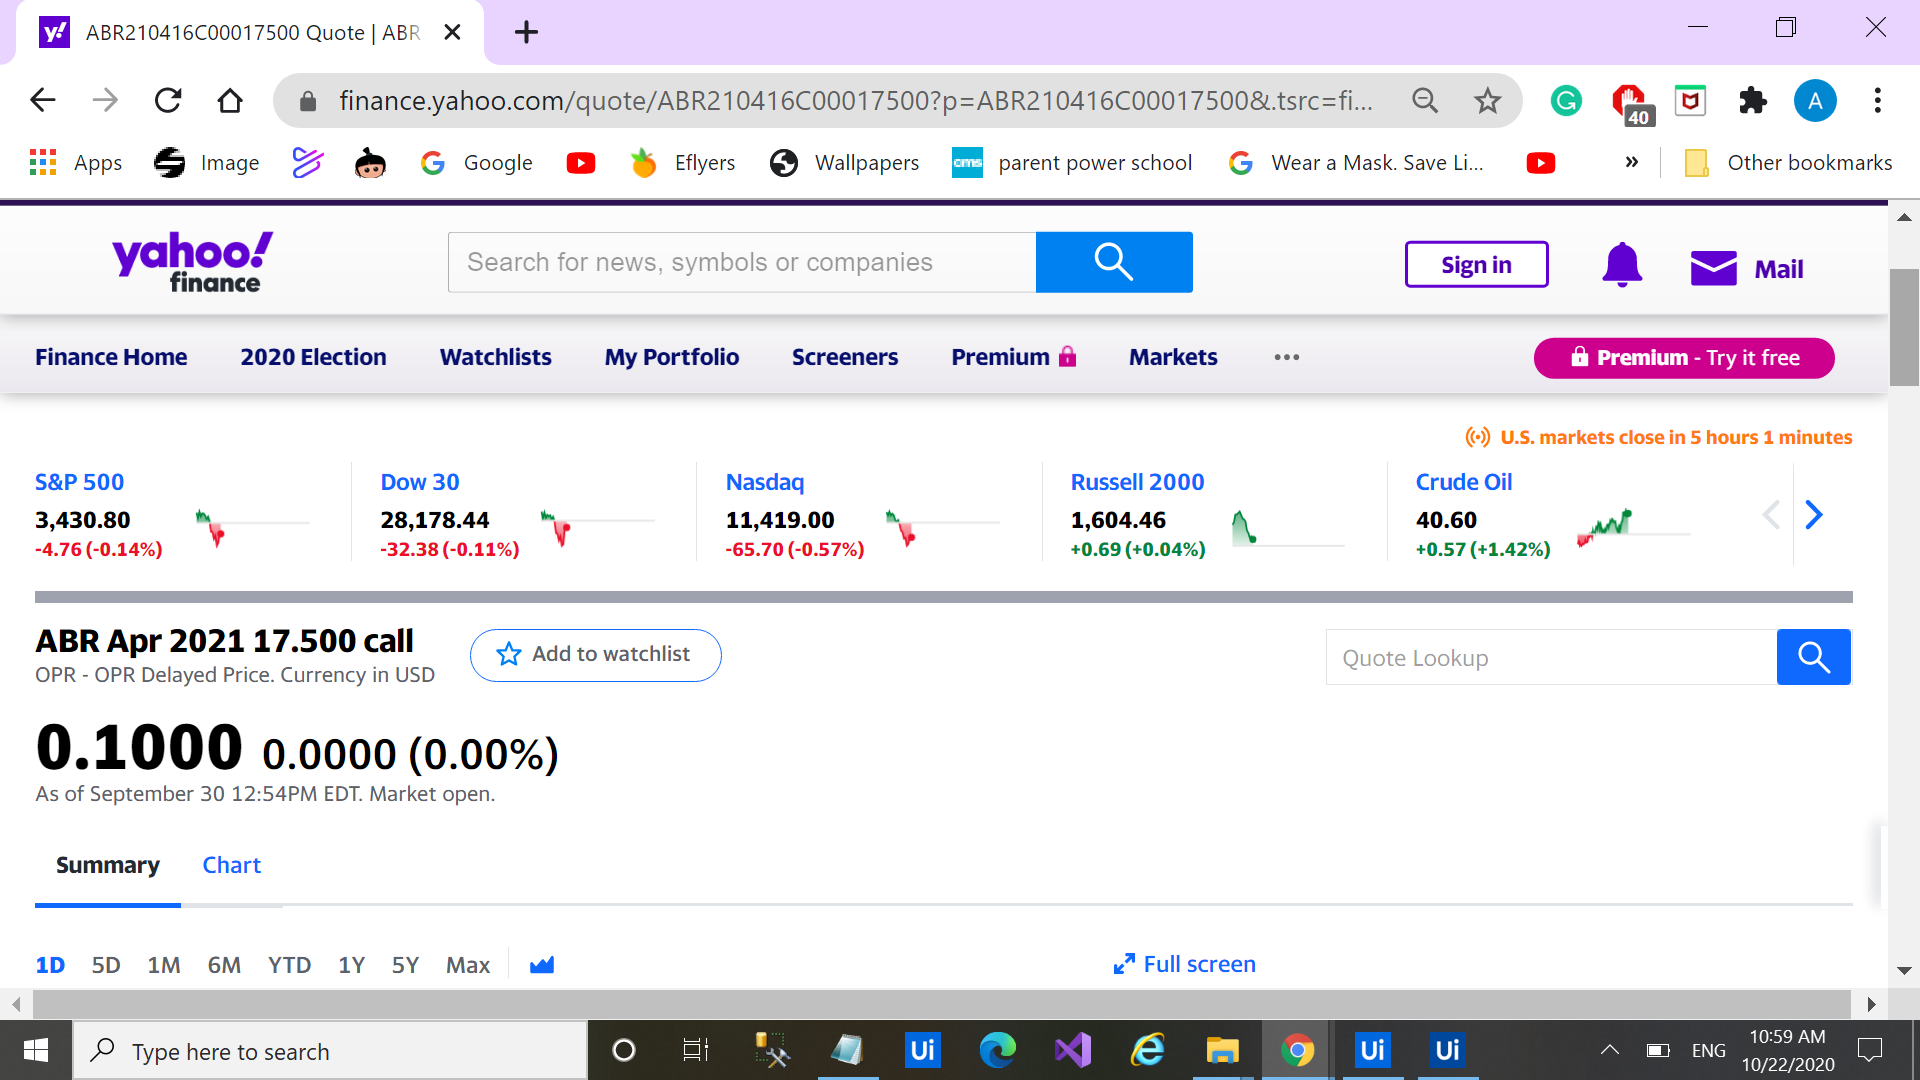 ABR210416C00017500 Quote | ABR
finance.yahoo.com/quote/ABR210416C00017500?p=ABR210416C00017500&.tsrc=fi...
40
A
Apps
Image
Google
Eflyers
Wallpapers
cms
parent power school
Wear a Mask. Save Li...
»
Other bookmarks
yahoo!
finance
Search for news, symbols or companies
Sign in
Mail
Finance Home
2020 Election
Watchlists
My Portfolio
Screeners
Premium
Markets
Premium - Try it free
U.S. markets close in 5 hours 1 minutes
S&P 500
3,430.80
-4.76 (-0.14%)
Dow 30
28,178.44
-32.38 (-0.11%)
Nasdaq
11,419.00
-65.70 (-0.57%)
Russell 2000
1,604.46
+0.69 (+0.04%)
Crude Oil
40.60
+0.57 (+1.42%)
ABR Apr 2021 17.500 call
OPR - OPR Delayed Price. Currency in USD
Add to watchlist
Quote Lookup
0.1000 0.0000 (0.00%)
As of September 30 12:54PM EDT. Market open.
Summary
Chart
1D 5D 1M 6M YTD 1Y 5Y Max
Full screen
Type here to search
Ui
Ui
Ui
ENG
10:59 AM
10/22/2020